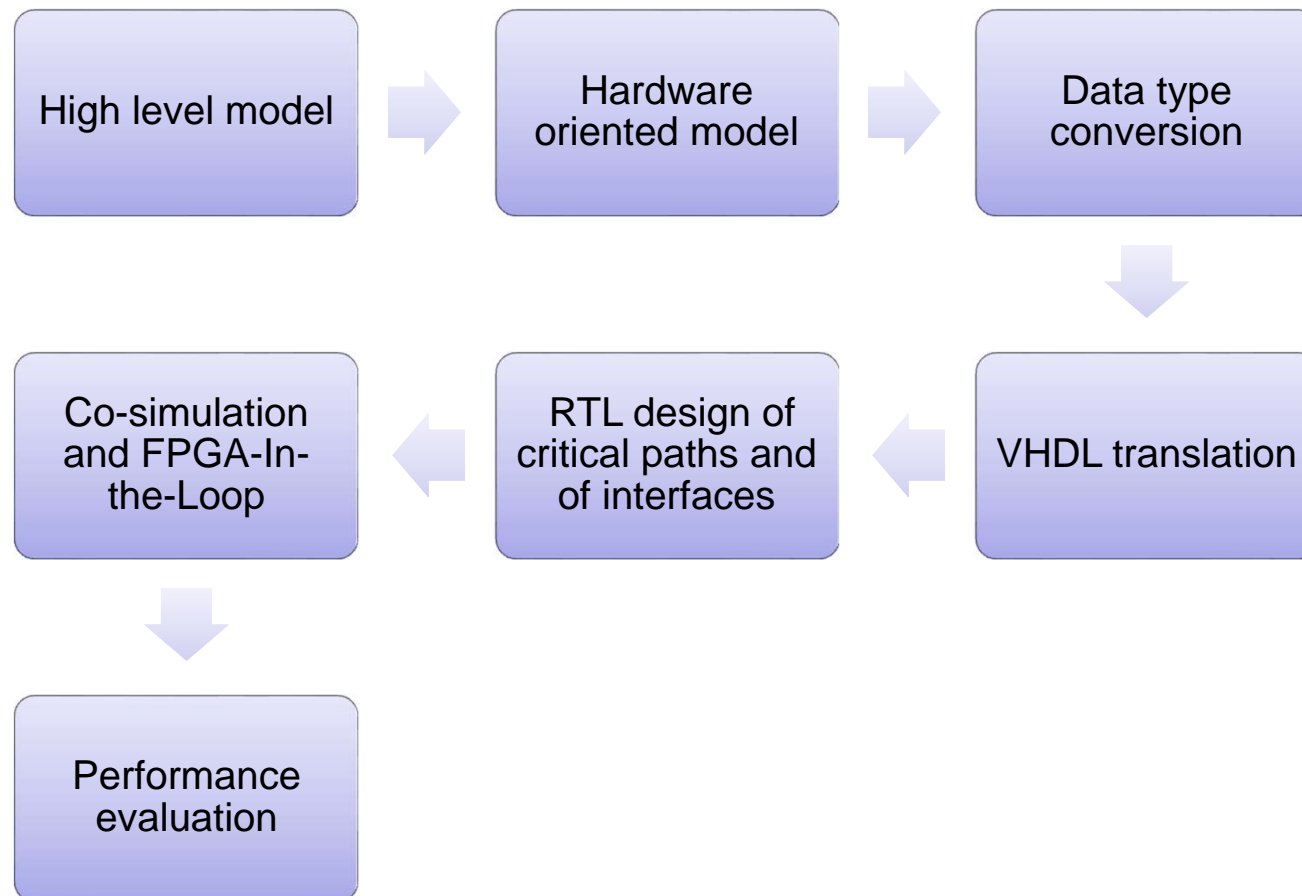 High level model
Hardware
oriented model
Data type
conversion
VHDL translation
RTL design of
critical paths and
of interfaces
Co-simulation
and FPGA-In-
the-Loop
Performance
evaluation